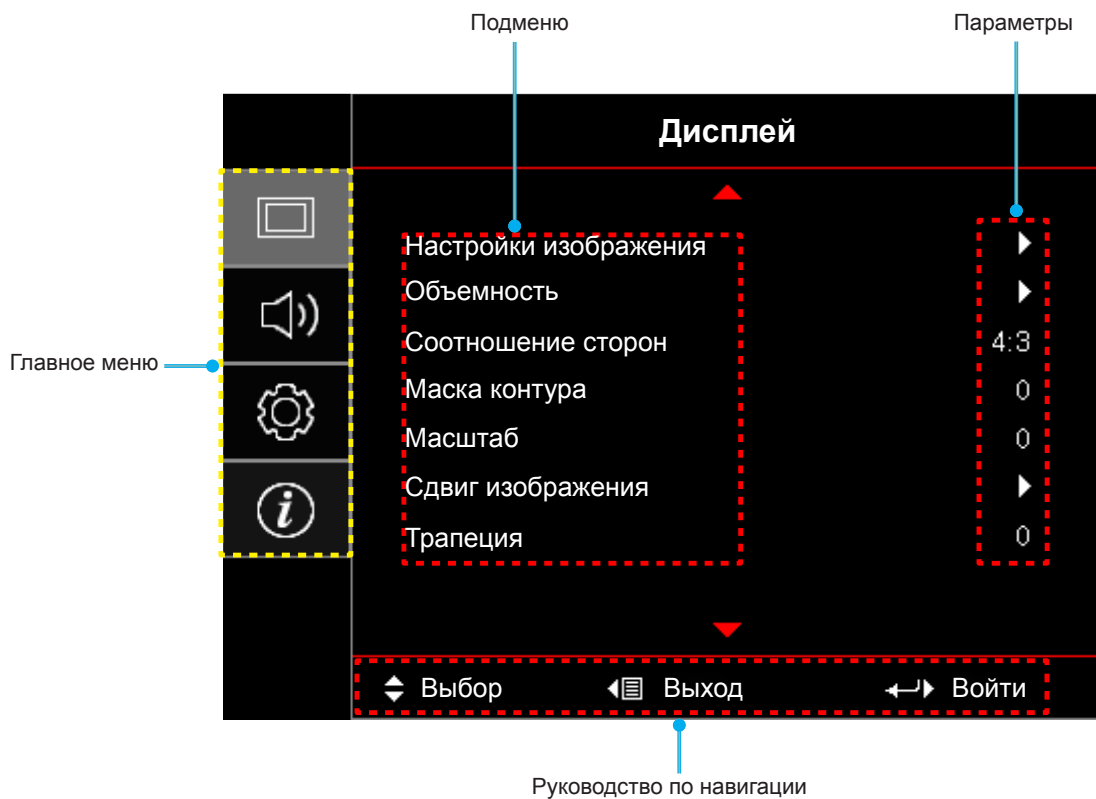 Подменю Параметры
Дисплей
Настройки изображения
Объемность
Соотношение сторон 4:3
Главное меню
Маска контура 0
Масштаб 0
Сдвиг изображения
Трапеция 0
Выбор Выход Войти
Руководство по навигации